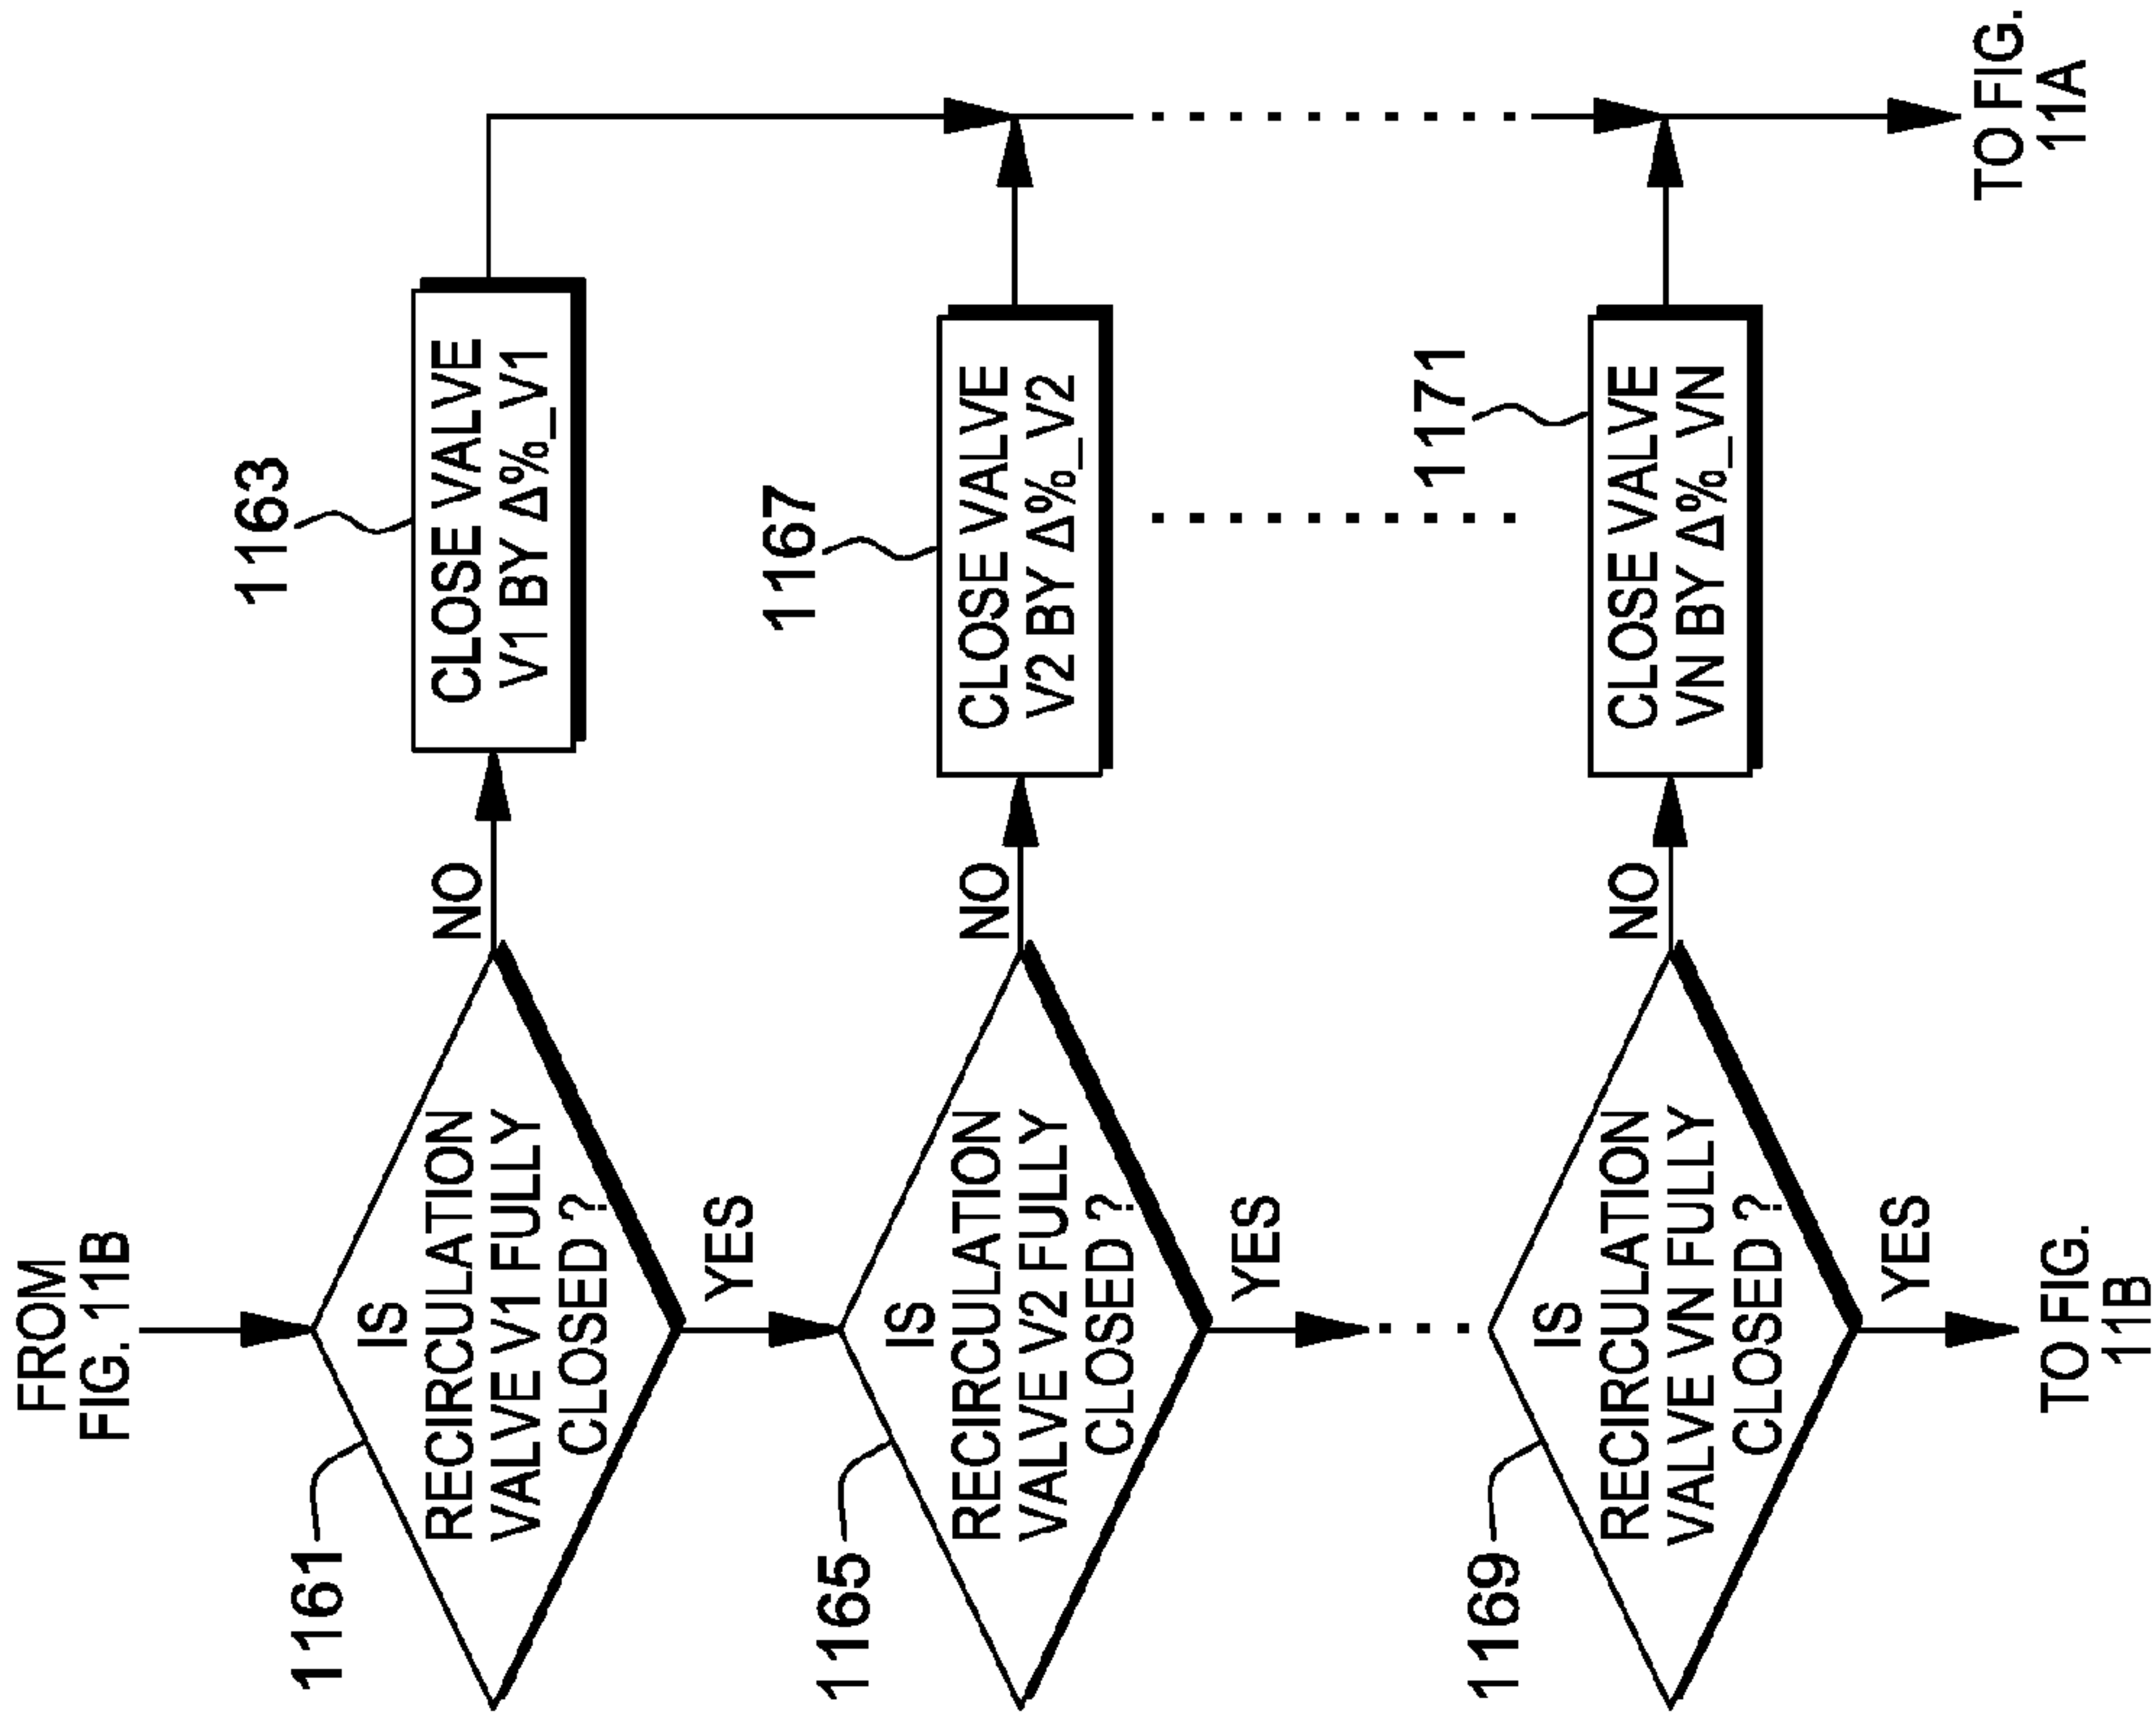 FROM
FIG. 11B
1161
IS
RECIRCULATION
VALVE V1 FULLY
CLOSED ?
NO
1163
CLOSE VALVE
V1 BY Δ%_V1
YES
1165
IS
RECIRCULATION
VALVE V2 FULLY
CLOSED ?
NO
1167
CLOSE VALVE
V2 BY Δ%_V2
YES
1169
IS
RECIRCULATION
VALVE VN FULLY
CLOSED ?
NO
1171
CLOSE VALVE
VN BY Δ%_VN
YES
TO FIG.
11B
TO FIG.
11A